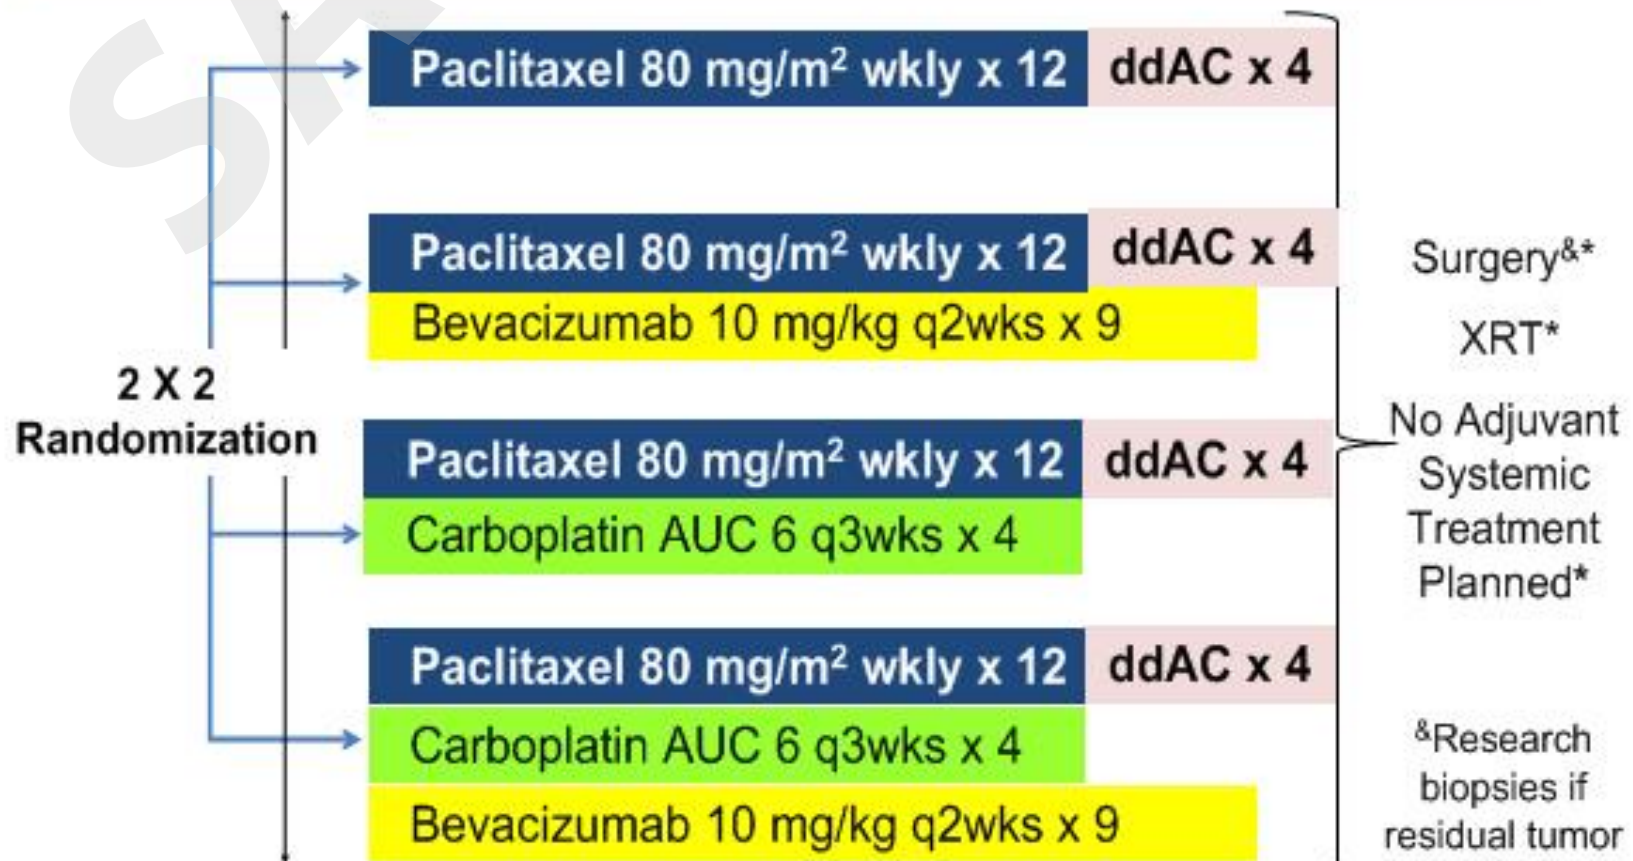 Paclitaxel 80 mg/m² wkly x 12 ddAC x 4
Paclitaxel 80 mg/m² wkly x 12 ddAC x 4
Bevacizumab 10 mg/kg q2wks x 9
2 X 2
Randomization
Paclitaxel 80 mg/m² wkly x 12 ddAC x 4
Carboplatin AUC 6 q3wks x 4
Paclitaxel 80 mg/m² wkly x 12 ddAC x 4
Carboplatin AUC 6 q3wks x 4
Bevacizumab 10 mg/kg q2wks x 9
Surgery&*
XRT*
No Adjuvant
Systemic
Treatment
Planned*
&Research
biopsies if
residual tumor